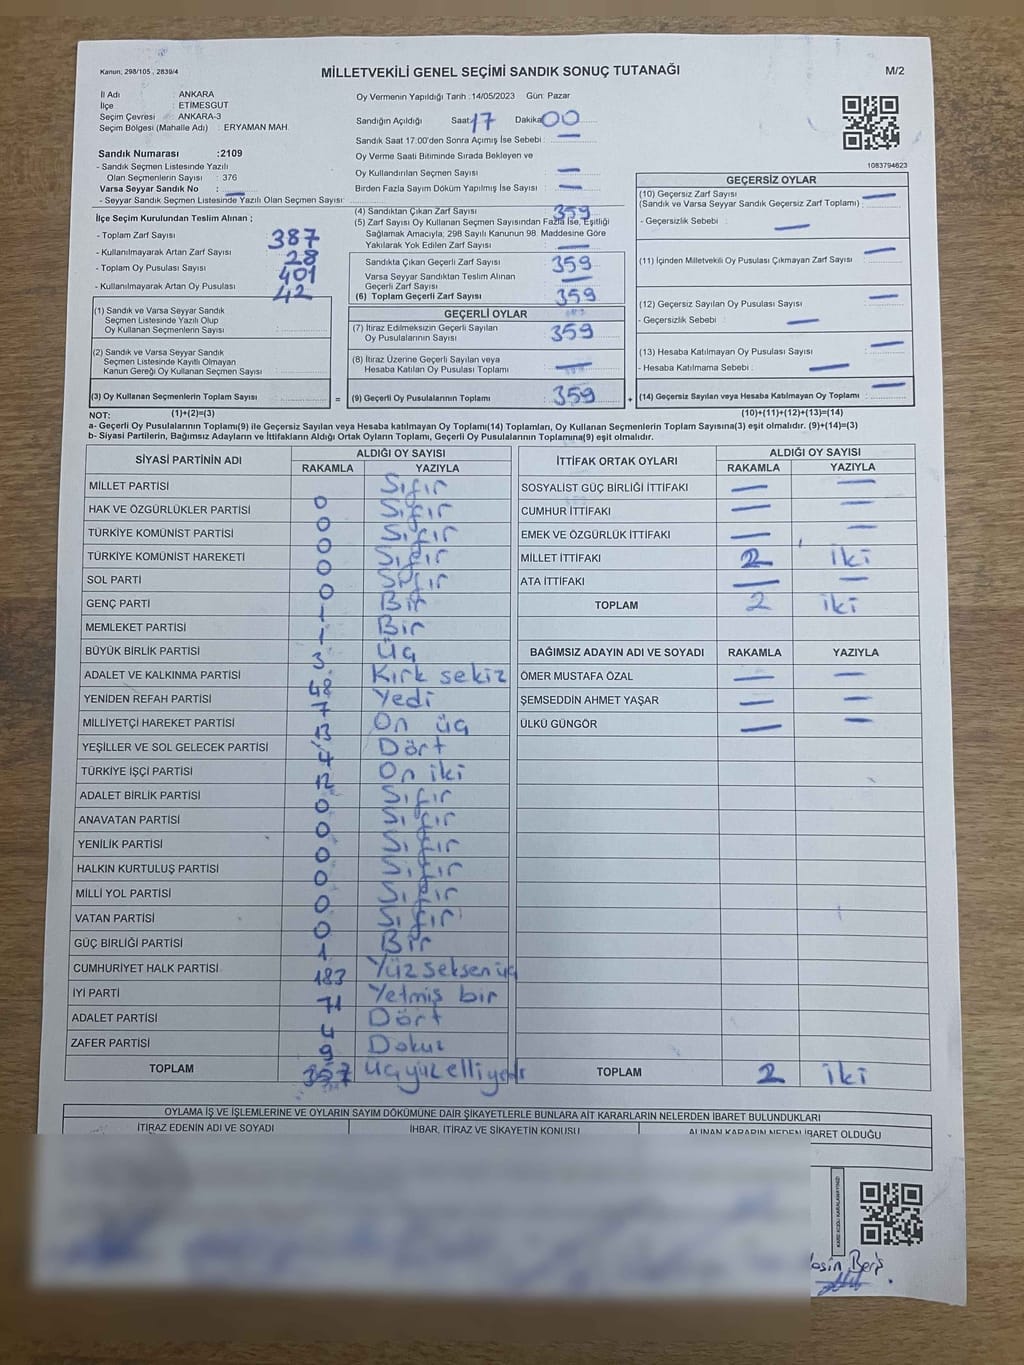 Kanun; 298/105 , 2839/4
MİLLETVEKİLİ GENEL SEÇİMİ SANDIK SONUÇ TUTANAĞI
M/2
İl Adı : ANKARA
İlçe : ETİMESGUT
Seçim Çevresi : ANKARA-3
Seçim Bölgesi (Mahalle Adı) : ERYAMAN MAH.
Sandık Numarası :2109
- Sandık Seçmen Listesinde Yazılı
Olan Seçmenlerin Sayısı : 376
Varsa Seyyar Sandık No : —
- Seyyar Sandık Seçmen Listesinde Yazılı Olan Seçmen Sayısı:
Oy Vermenin Yapıldığı Tarih :14/05/2023 Gün: Pazar
Sandığın Açıldığı Saat 17 Dakika 00
Sandık Saat 17:00'den Sonra Açımış İse Sebebi : —
Oy Verme Saati Bitiminde Sırada Bekleyen ve
Oy Kullandırılan Seçmen Sayısı : —
Birden Fazla Sayım Döküm Yapılmış İse Sayısı : —
1083794623
İlçe Seçim Kurulundan Teslim Alınan ;
- Toplam Zarf Sayısı 387
- Kullanılmayarak Artan Zarf Sayısı 28
- Toplam Oy Pusulası Sayısı 401
- Kullanılmayarak Artan Oy Pusulası 42
(1) Sandık ve Varsa Seyyar Sandık
Seçmen Listesinde Yazılı Olup
Oy Kullanan Seçmenlerin Sayısı :
(2) Sandık ve Varsa Seyyar Sandık
Seçmen Listesinde Kayıtlı Olmayan
Kanun Gereği Oy Kullanan Seçmen Sayısı :
(3) Oy Kullanan Seçmenlerin Toplam Sayısı =
(4) Sandıktan Çıkan Zarf Sayısı 359
(5) Zarf Sayısı Oy Kullanan Seçmen Sayısından Fazla İse, Eşitliği
Sağlamak Amacıyla; 298 Sayılı Kanunun 98. Maddesine Göre
Yakılarak Yok Edilen Zarf Sayısı : —
Sandıkta Çıkan Geçerli Zarf Sayısı 359
Varsa Seyyar Sandıktan Teslim Alınan
Geçerli Zarf Sayısı : —
(6) Toplam Geçerli Zarf Sayısı 359
GEÇERLİ OYLAR
(7) İtiraz Edilmeksizin Geçerli Sayılan
Oy Pusulalarının Sayısı : 359
(8) İtiraz Üzerine Geçerli Sayılan veya
Hesaba Katılan Oy Pusulası Toplamı : —
(9) Geçerli Oy Pusulalarının Toplamı : 359 +
GEÇERSİZ OYLAR
(10) Geçersiz Zarf Sayısı
(Sandık ve Varsa Seyyar Sandık Geçersiz Zarf Toplamı) : —
- Geçersizlik Sebebi : —
(11) İçinden Milletvekili Oy Pusulası Çıkmayan Zarf Sayısı : —
(12) Geçersiz Sayılan Oy Pusulası Sayısı : —
- Geçersizlik Sebebi : —
(13) Hesaba Katılmayan Oy Pusulası Sayısı : —
- Hesaba Katılmama Sebebi : —
(14) Geçersiz Sayılan veya Hesaba Katılmayan Oy Toplamı : —
NOT: (1)+(2)=(3) (10)+(11)+(12)+(13)=(14)
a- Geçerli Oy Pusulalarının Toplamı(9) ile Geçersiz Sayılan veya Hesaba katılmayan Oy Toplamı(14) Toplamları, Oy Kullanan Seçmenlerin Toplam Sayısına(3) eşit olmalıdır. (9)+(14)=(3)
b- Siyasi Partilerin, Bağımsız Adayların ve İttifakların Aldığı Ortak Oyların Toplamı, Geçerli Oy Pusulalarının Toplamına(9) eşit olmalıdır.
SİYASİ PARTİNİN ADI ALDIĞI OY SAYISI
RAKAMLA YAZIYLA
MİLLET PARTİSİ 0 Sıfır
HAK VE ÖZGÜRLÜKLER PARTİSİ 0 Sıfır
TÜRKİYE KOMÜNİST PARTİSİ 0 Sıfır
TÜRKİYE KOMÜNİST HAREKETİ 0 Sıfır
SOL PARTİ 0 Sıfır
GENÇ PARTİ 1 Bir
MEMLEKET PARTİSİ 1 Bir
BÜYÜK BİRLİK PARTİSİ 3 Üç
ADALET VE KALKINMA PARTİSİ 48 Kırk sekiz
YENİDEN REFAH PARTİSİ 7 Yedi
MİLLİYETÇİ HAREKET PARTİSİ 13 On üç
YEŞİLLER VE SOL GELECEK PARTİSİ 4 Dört
TÜRKİYE İŞÇİ PARTİSİ 12 On iki
ADALET BİRLİK PARTİSİ 0 Sıfır
ANAVATAN PARTİSİ 0 Sıfır
YENİLİK PARTİSİ 0 Sıfır
HALKIN KURTULUŞ PARTİSİ 0 Sıfır
MİLLİ YOL PARTİSİ 0 Sıfır
VATAN PARTİSİ 0 Sıfır
GÜÇ BİRLİĞİ PARTİSİ 1 Bir
CUMHURİYET HALK PARTİSİ 183 Yüz seksen üç
İYİ PARTİ 71 Yetmiş bir
ADALET PARTİSİ 4 Dört
ZAFER PARTİSİ 9 Dokuz
TOPLAM 357 Üçyüz elli yedi
İTTİFAK ORTAK OYLARI ALDIĞI OY SAYISI
RAKAMLA YAZIYLA
SOSYALİST GÜÇ BİRLİĞİ İTTİFAKI — —
CUMHUR İTTİFAKI — —
EMEK VE ÖZGÜRLÜK İTTİFAKI — —
MİLLET İTTİFAKI 2 iki
ATA İTTİFAKI — —
TOPLAM 2 iki
BAĞIMSIZ ADAYIN ADI VE SOYADI RAKAMLA YAZIYLA
ÖMER MUSTAFA ÖZAL — —
ŞEMSEDDİN AHMET YAŞAR — —
ÜLKÜ GÜNGÖR — —
TOPLAM 2 iki
OYLAMA İŞ VE İŞLEMLERİNE VE OYLARIN SAYIM DÖKÜMÜNE DAİR ŞİKAYETLERLE BUNLARA AİT KARARLARIN NELERDEN İBARET BULUNDUKLARI
İTİRAZ EDENİN ADI VE SOYADI İHBAR, İTİRAZ VE ŞİKAYETİN KONUSU ALINAN KARARIN NEDEN İBARET OLDUĞU